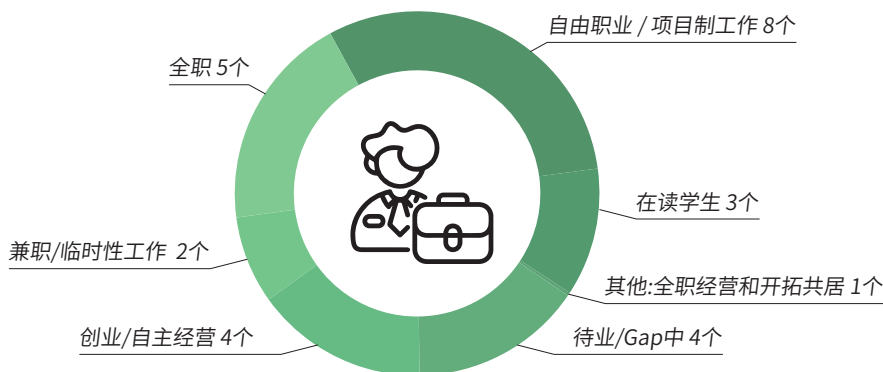 自由职业 / 项目制工作 8个
全职 5个
在读学生 3个
兼职/临时性工作 2个
其他:全职经营和开拓共居 1个
创业/自主经营 4个
待业/Gap中 4个